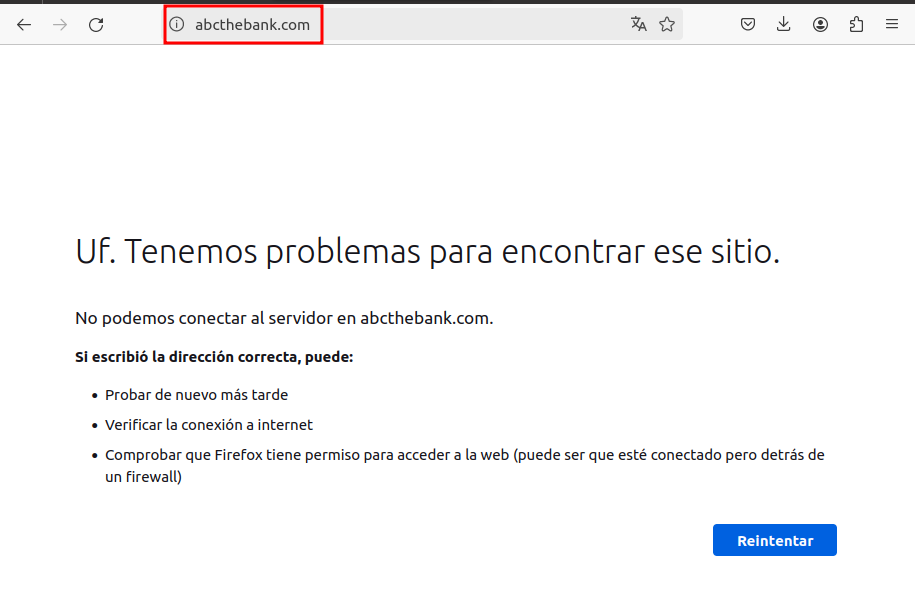 abcthebank.com
Uf. Tenemos problemas para encontrar ese sitio.
No podemos conectar al servidor en abcthebank.com.
Si escribió la dirección correcta, puede:
Probar de nuevo más tarde
Verificar la conexión a internet
Comprobar que Firefox tiene permiso para acceder a la web (puede ser que esté conectado pero detrás de
un firewall)
Reintentar